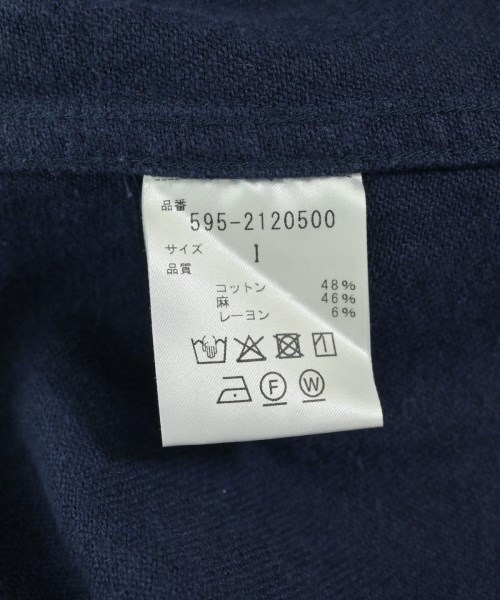 品番
595-2120500
サイズ I
品質
コットン 48%
麻 46%
レーヨン 6%
F W